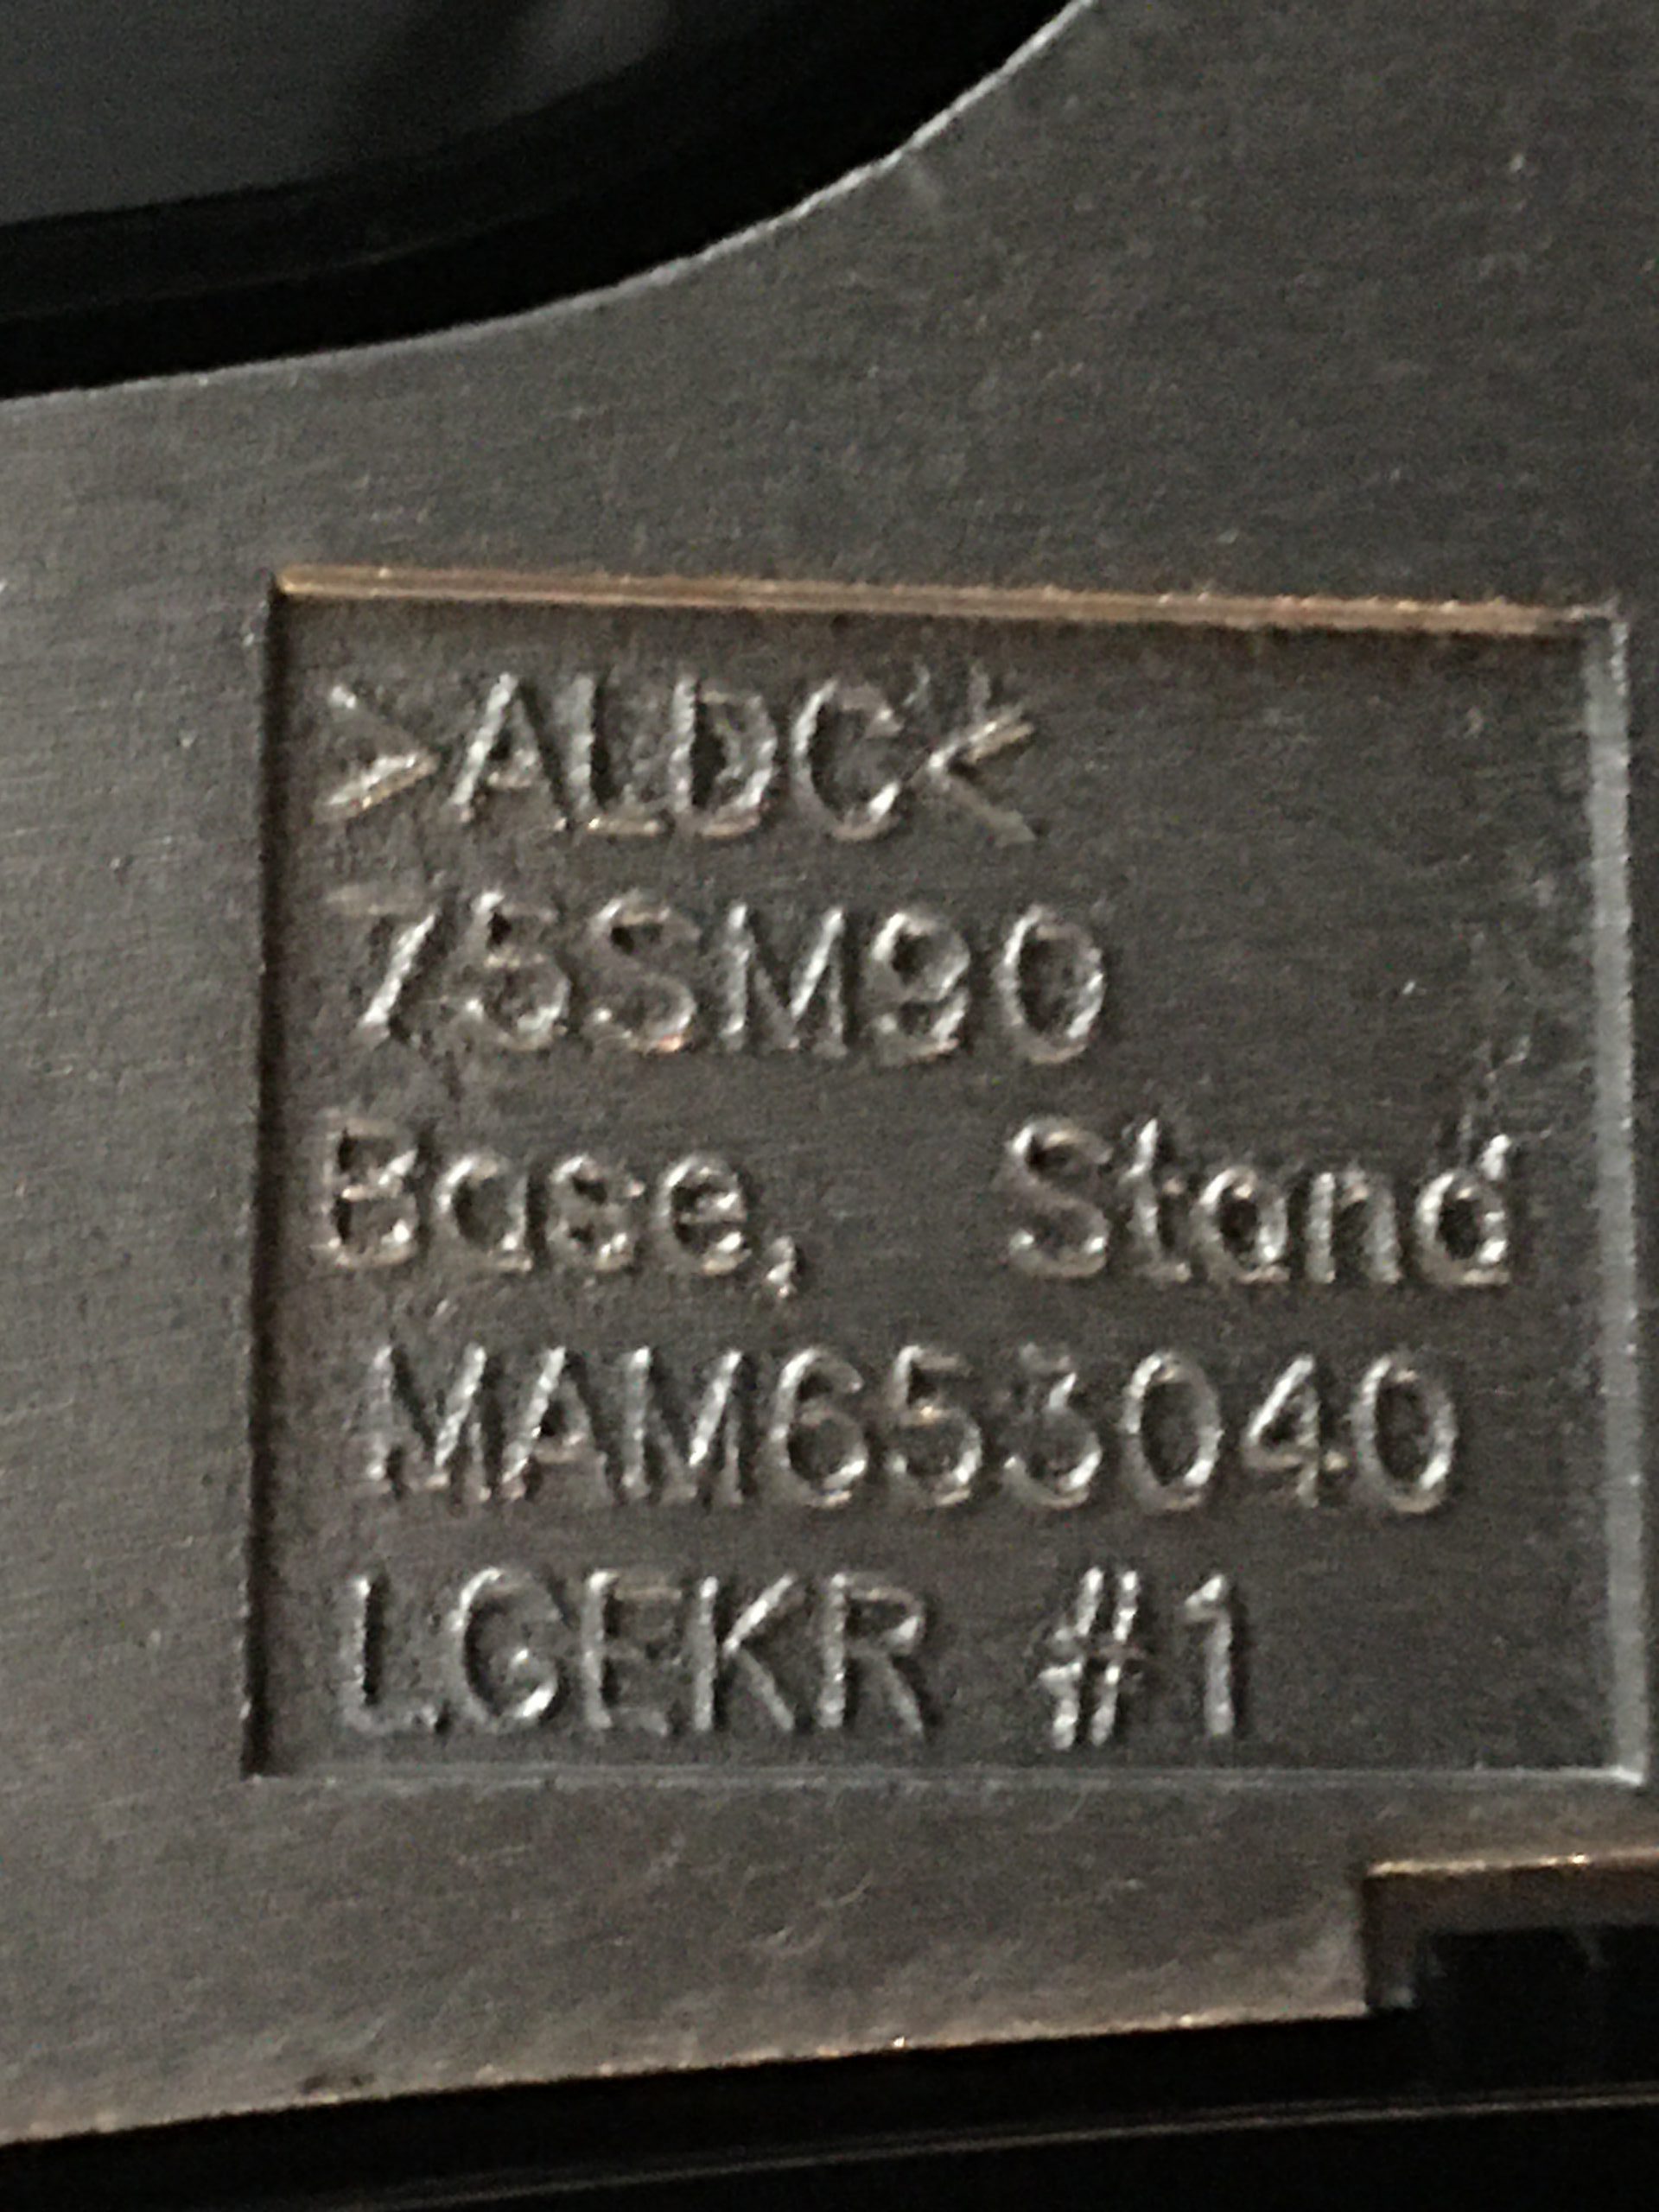 >ALDC<
75SM90
Base, Stand
MAM653040
LGEKR #1